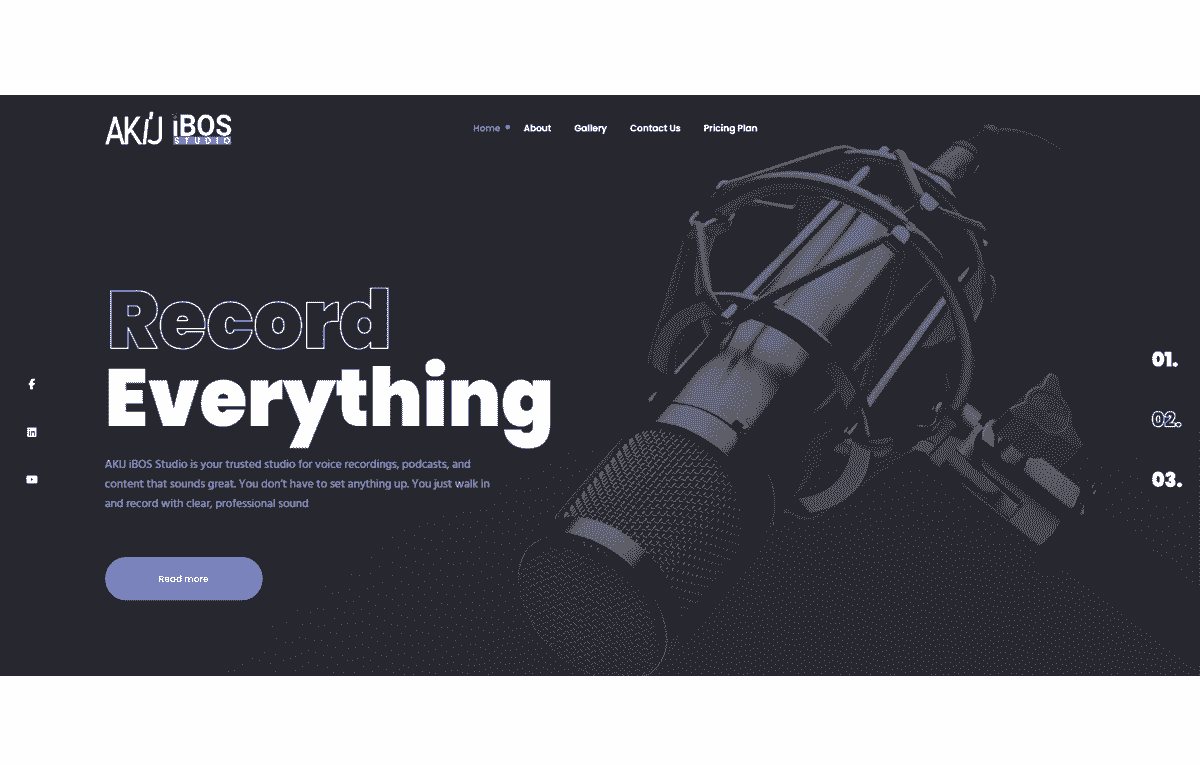 AKIJ iBOS
STUDIO
Home About Gallery Contact Us Pricing Plan
Record
Everything
AKIJ iBOS Studio is your trusted studio for voice recordings, podcasts, and
content that sounds great. You don't have to set anything up. You just walk in
and record with clear, professional sound
Read more
01.
02.
03.